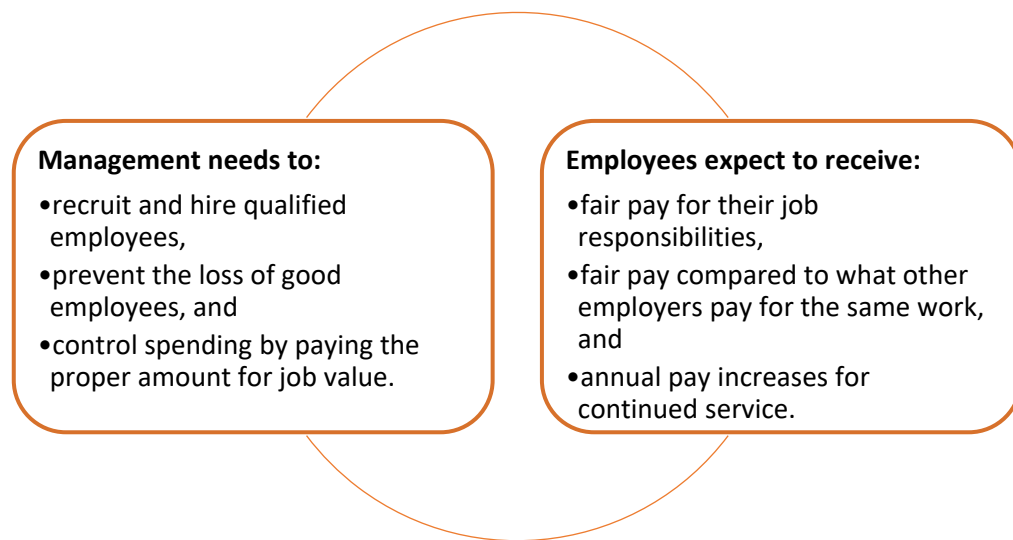 Management needs to:
•recruit and hire qualified
employees,
•prevent the loss of good
employees, and
•control spending by paying the
proper amount for job value.
Employees expect to receive:
•fair pay for their job
responsibilities,
•fair pay compared to what other
employers pay for the same work,
and
•annual pay increases for
continued service.